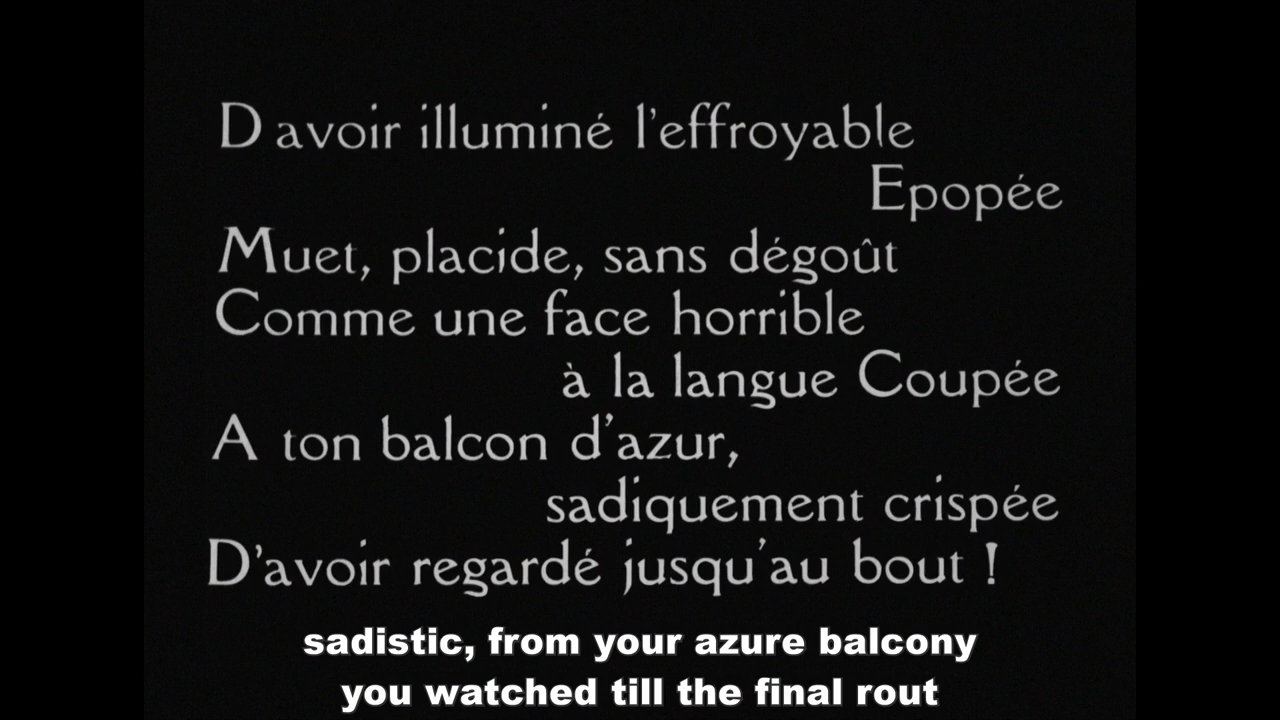 D avoir illuminé l'effroyable
Epopée
Muet, placide, sans dégoût
Comme une face horrible
à la langue Coupée
A ton balcon d'azur,
sadiquement crispée
D'avoir regardé jusqu'au bout !
sadistic, from your azure balcony
you watched till the final rout